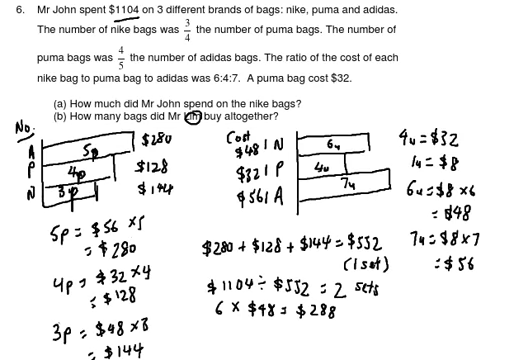 6. Mr John spent $1104 on 3 different brands of bags: nike, puma and adidas.
The number of nike bags was 3/4 the number of puma bags. The number of
puma bags was 4/5 the number of adidas bags. The ratio of the cost of each
nike bag to puma bag to adidas was 6:4:7. A puma bag cost $32.
(a) How much did Mr John spend on the nike bags?
(b) How many bags did Mr Lim buy altogether?
No:
A 5p $280
P 4p $128
N 3p $144
5p = $56 x5
= $280
4p = $32 x4
= $128
3p = $48 x3
= $144
Cost
$48 | N 6u
$32 | P 4u
$56 | A 7u
$280 + $128 + $144 = $552
(1 set)
$1104 ÷ $552 = 2 sets
6 x $48 = $288
4u = $32
1u = $8
6u = $8 x6
= $48
7u = $8 x7
= $56